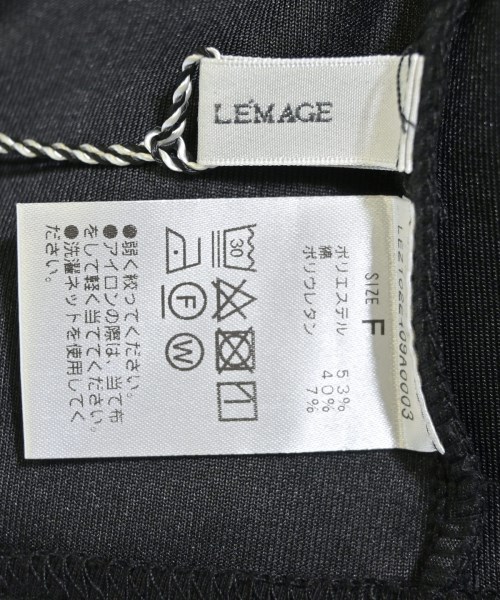 LÉMAGE
SIZE F
ポリエステル 53%
綿 40%
ポリウレタン 7%
30
F W
●弱く絞ってください。
●アイロンの際は、当て布
をして軽く当ててください。
●洗濯ネットを使用してく
ださい。